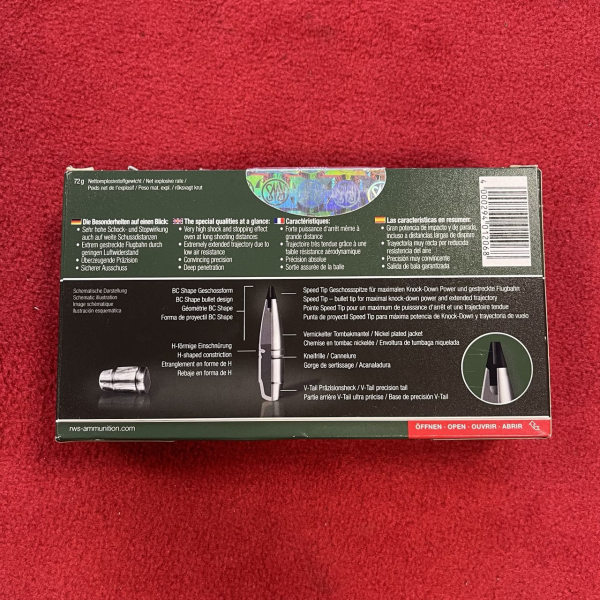 72 g Nettoexplosivstoffgewicht / Net explosive rate /
Poids net de l'explosif / Peso mat. expl. / riksvagt krut
RWS
Die Besonderheiten auf einen Blick:
• Sehr hohe Schock- und Stopwirkung
auch auf weite Schussdistanzen
• Extrem gestreckte Flugbahn durch
geringen Luftwiderstand
• Überzeugende Präzision
• Sicherer Ausschuss
The special qualities at a glance:
• Very high shock and stopping effect
even at long shooting distances
• Extremely extended trajectory due to
low air resistance
• Convincing precision
• Deep penetration
Caractéristiques:
• Forte puissance d'arrêt même à
grande distance
• Trajectoire très tendue grâce à une
faible résistance aérodynamique
• Précision absolue
• Sortie assurée de la balle
Las características en resumen:
• Gran potencia de impacto y de parada,
incluso a distancias largas de disparo
• Trayectoria muy recta por reducida
resistencia del aire
• Precisión muy convincente
• Salida de bala garantizada
Schematische Darstellung
Schematic illustration
Image schématique
Ilustración esquemática
BC Shape Geschossform
BC Shape bullet design
Géométrie BC Shape
Forma de proyectil BC Shape
H-förmige Einschnürung
H-shaped constriction
Etranglement en forme de H
Rebaje en forma de H
Speed Tip Geschossspitze für maximalen Knock-Down Power und gestreckte Flugbahn
Speed Tip – bullet tip for maximal knock-down power and extended trajectory
Pointe Speed Tip pour un maximum de puissance d'arrêt et une trajectoire tendue
Punta de proyectil Speed Tip para máxima potencia de Knock-Down y trayectoria de vuelo
Vernickelter Tombakmantel / Nickel plated jacket
Chemise en tombac nickelée / Envoltura de tumbaga niquelada
Kneifrille / Cannelure
Gorge de sertissage / Acanaladura
V-Tail Präzisionsheck / V-Tail precision tail
Partie arrière V-Tail ultra précise / Base de precisión V-Tail
rws-ammunition.com
ÖFFNEN · OPEN · OUVRIR · ABRIR